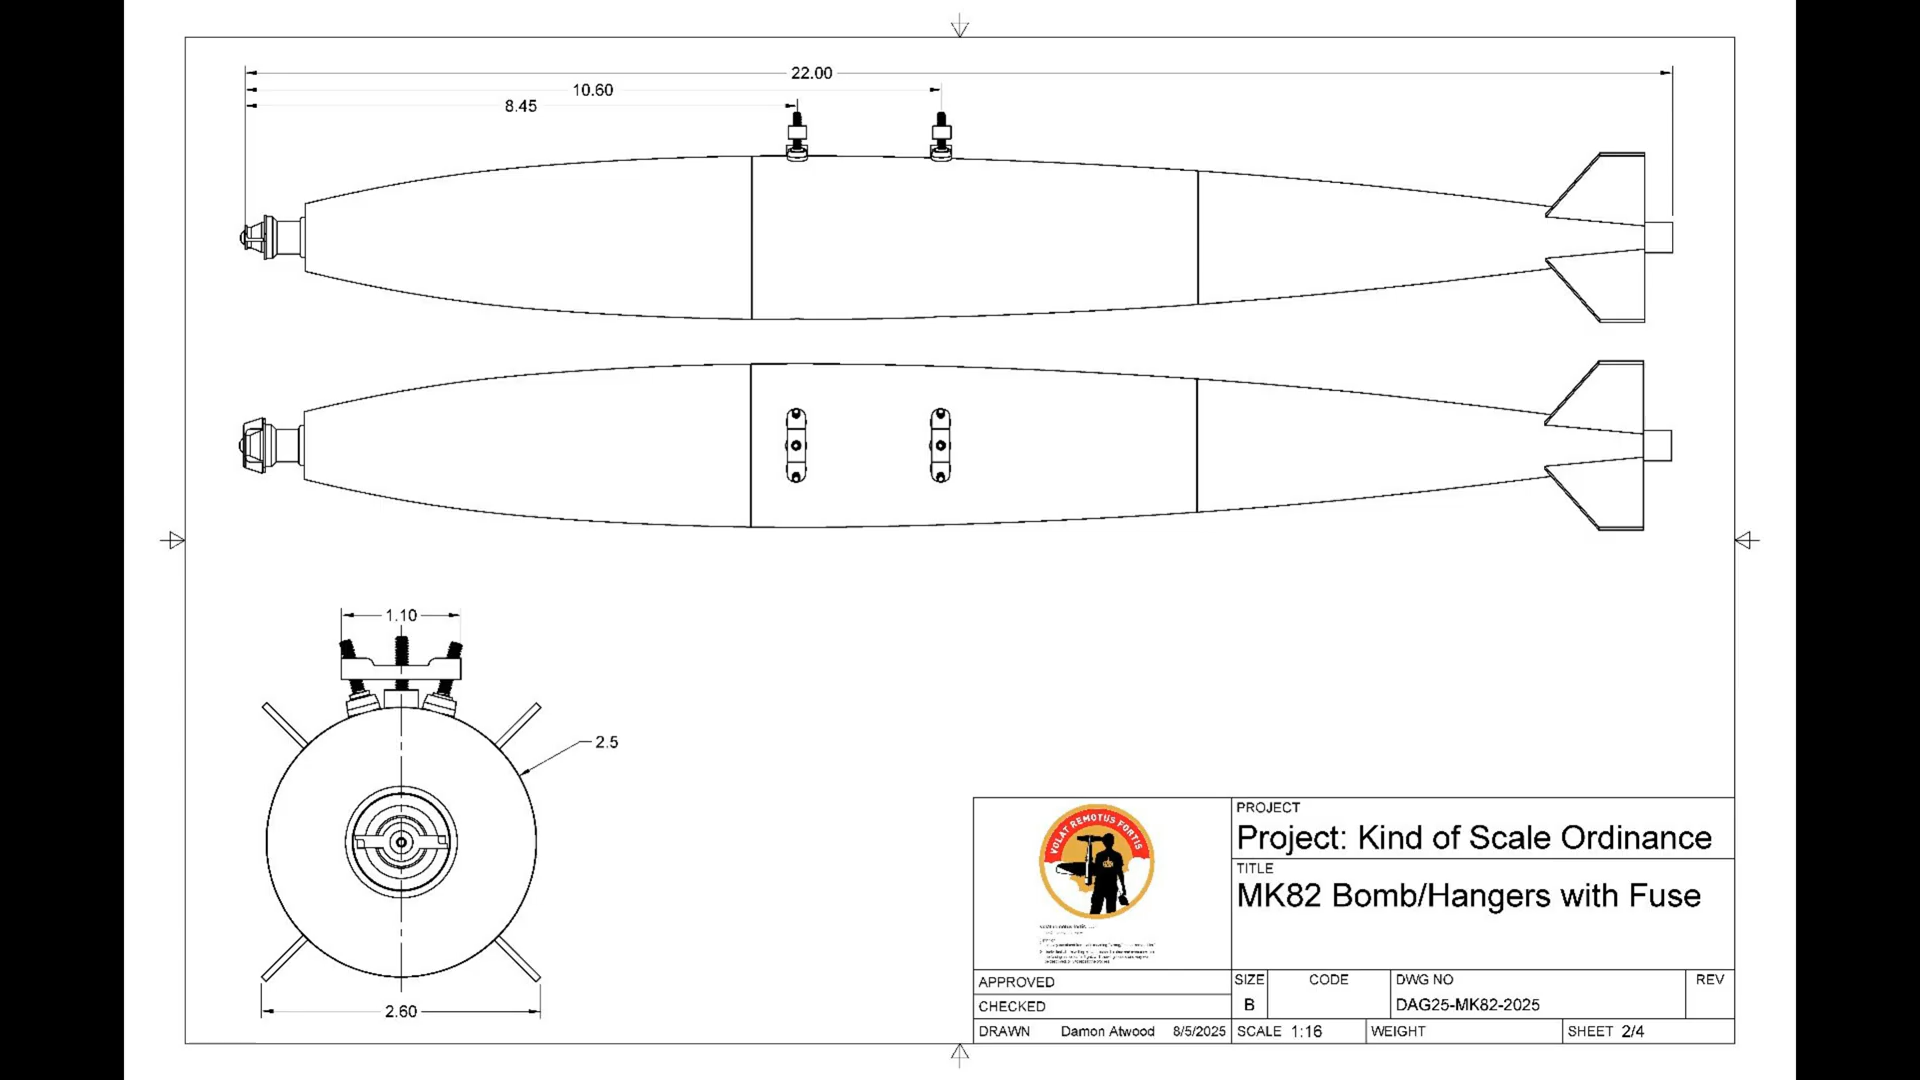 22.00
10.60
8.45
1.10
2.5
2.60
VOLAT REMOTUS FORTIS
PROJECT
Project: Kind of Scale Ordinance
TITLE
MK82 Bomb/Hangers with Fuse
APPROVED
CHECKED
DRAWN Damon Atwood 8/5/2025
SIZE CODE DWG NO REV
B DAG25-MK82-2025
SCALE 1:16 WEIGHT SHEET 2/4